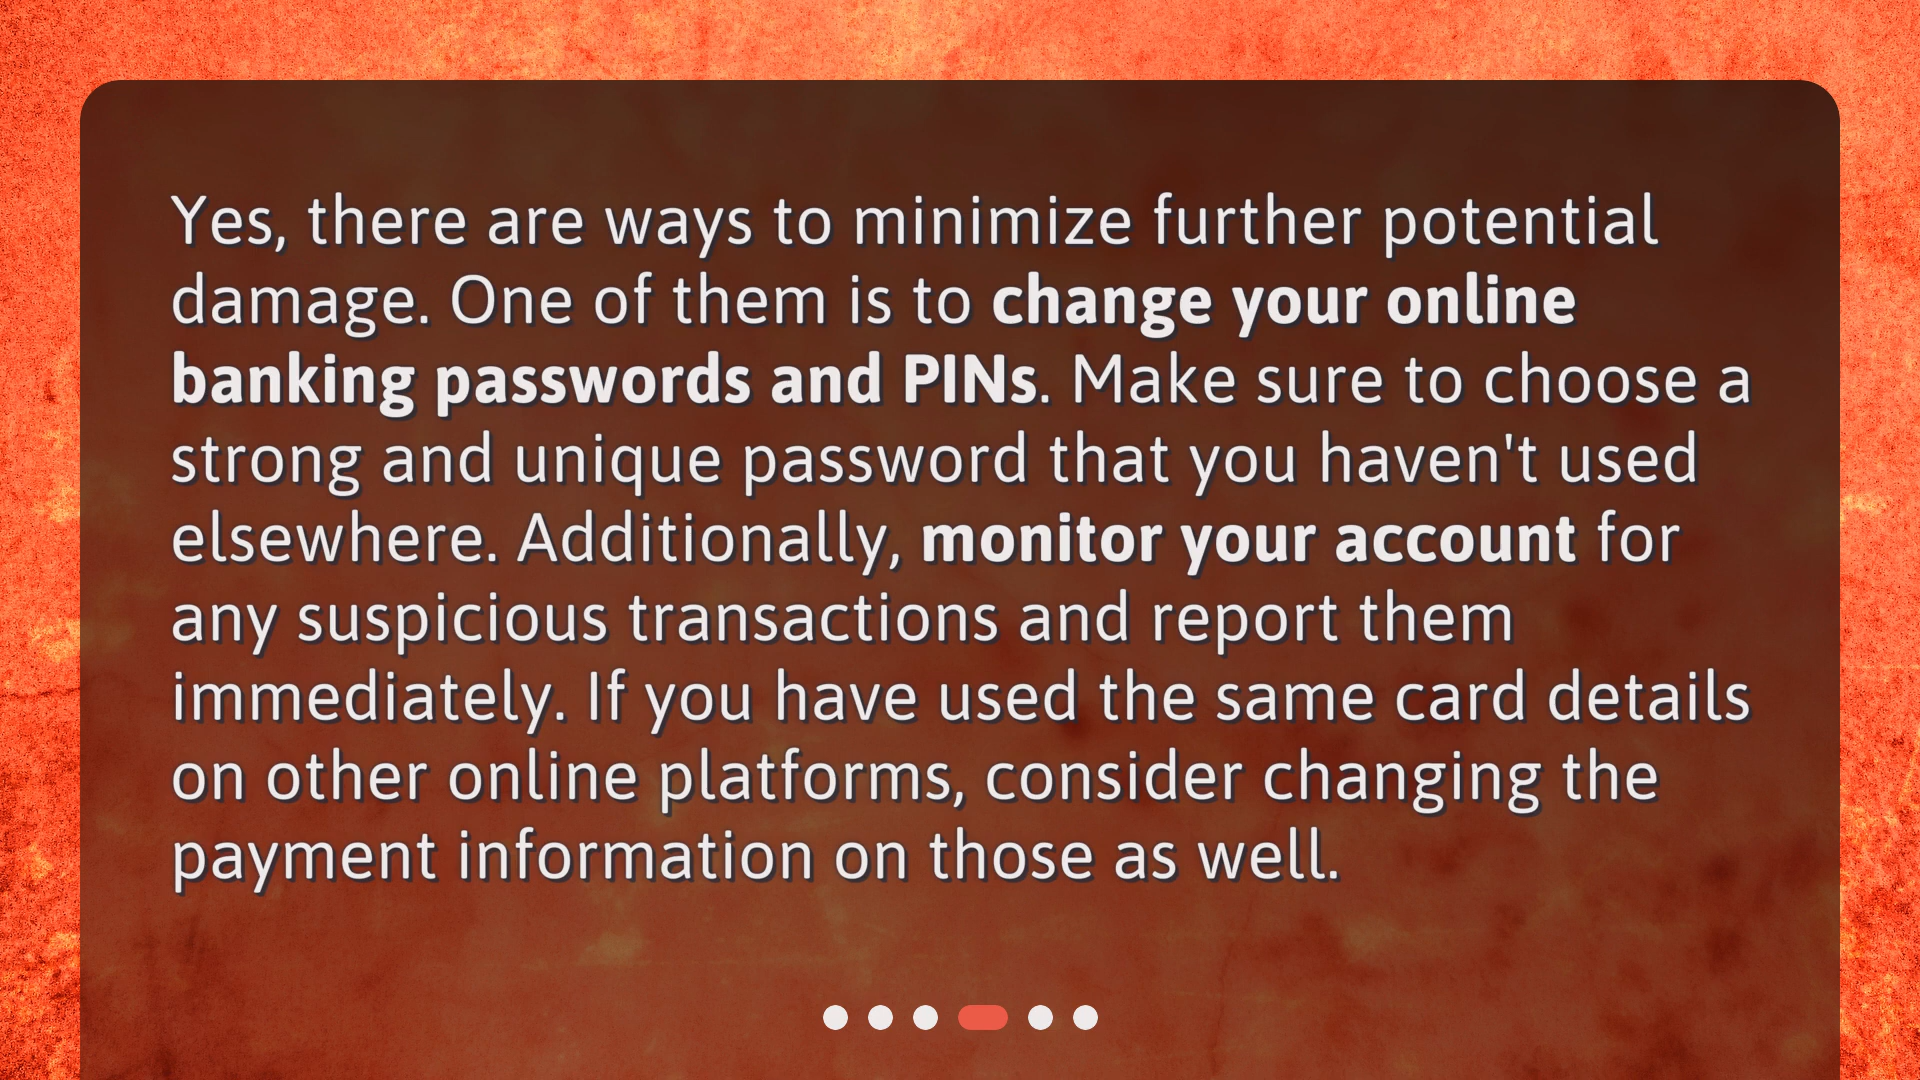 Yes, there are ways to minimize further potential
damage. One of them is to change your online
banking passwords and PINs. Make sure to choose a
strong and unique password that you haven't used
elsewhere. Additionally, monitor your account for
any suspicious transactions and report them
immediately. If you have used the same card details
on other online platforms, consider changing the
payment information on those as well.